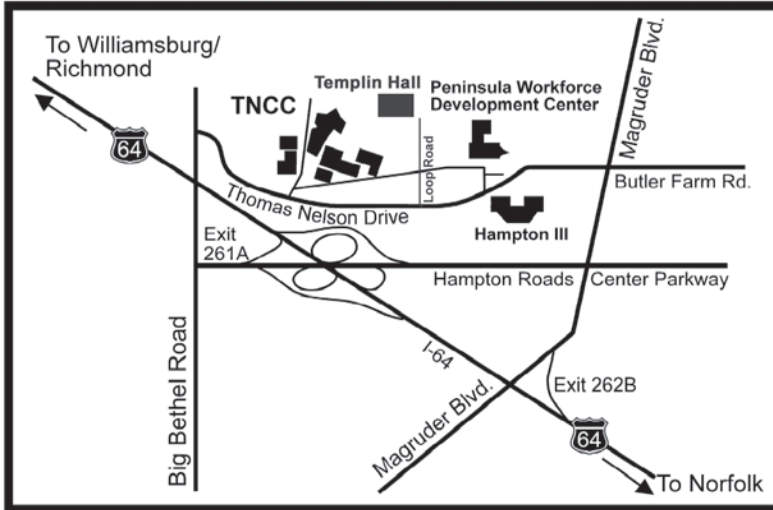 To Williamsburg/
Richmond
64
TNCC
Templin Hall
Peninsula Workforce
Development Center
Magruder Blvd.
Loop Road
Butler Farm Rd.
Thomas Nelson Drive
Hampton III
Exit
261A
Hampton Roads
Center Parkway
Big Bethel Road
I-64
Magruder Blvd.
Exit 262B
64
To Norfolk